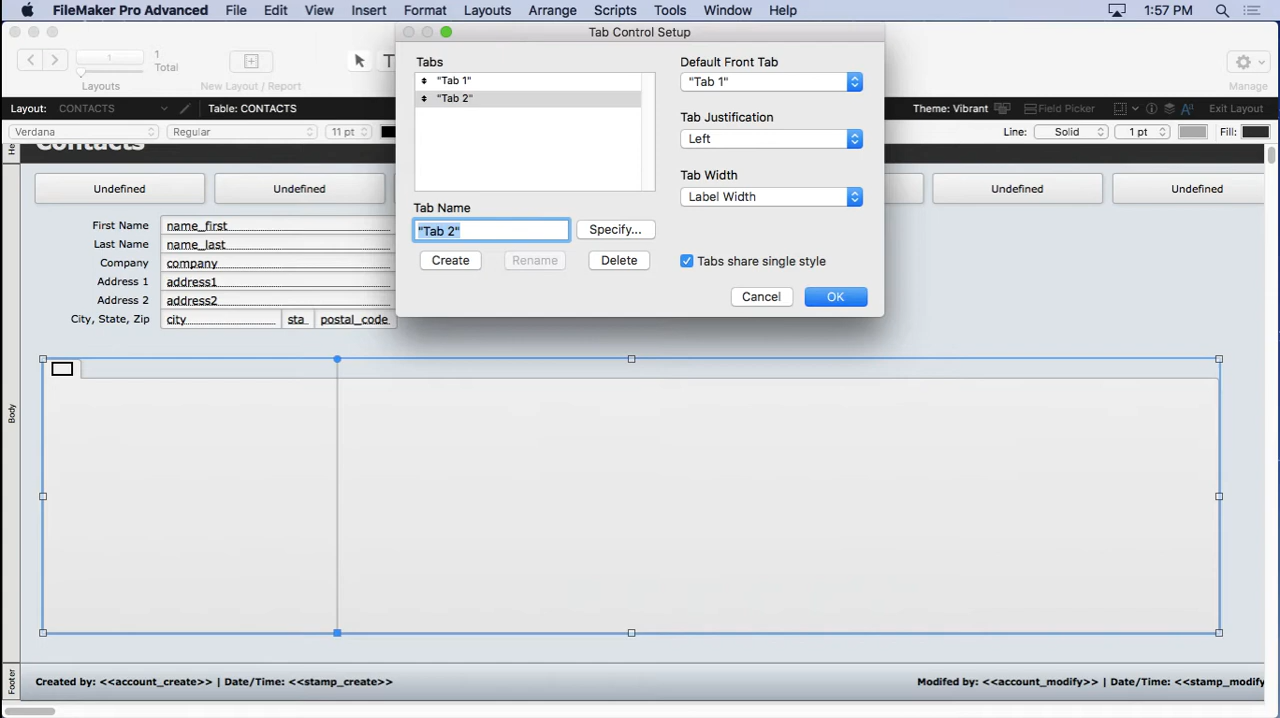 FileMaker Pro Advanced File Edit View Insert Format Layouts Arrange Scripts Tools Window Help 1:57 PM
Tab Control Setup
1
1
Total
Layouts
New Layout / Report
T
Manage
Layout: CONTACTS Table: CONTACTS
Theme: Vibrant Field Picker Exit Layout
Verdana Regular 11 pt
Line: Solid 1 pt Fill:
Tabs
"Tab 1"
"Tab 2"
Tab Name
"Tab 2"
Specify...
Create Rename Delete
Default Front Tab
"Tab 1"
Tab Justification
Left
Tab Width
Label Width
Tabs share single style
Cancel OK
Contacts
Undefined Undefined Undefined Undefined
First Name name_first
Last Name name_last
Company company
Address 1 address1
Address 2 address2
City, State, Zip city sta postal_code
Body
Footer
Created by: <<account_create>> | Date/Time: <<stamp_create>>
Modifed by: <<account_modify>> | Date/Time: <<stamp_modify